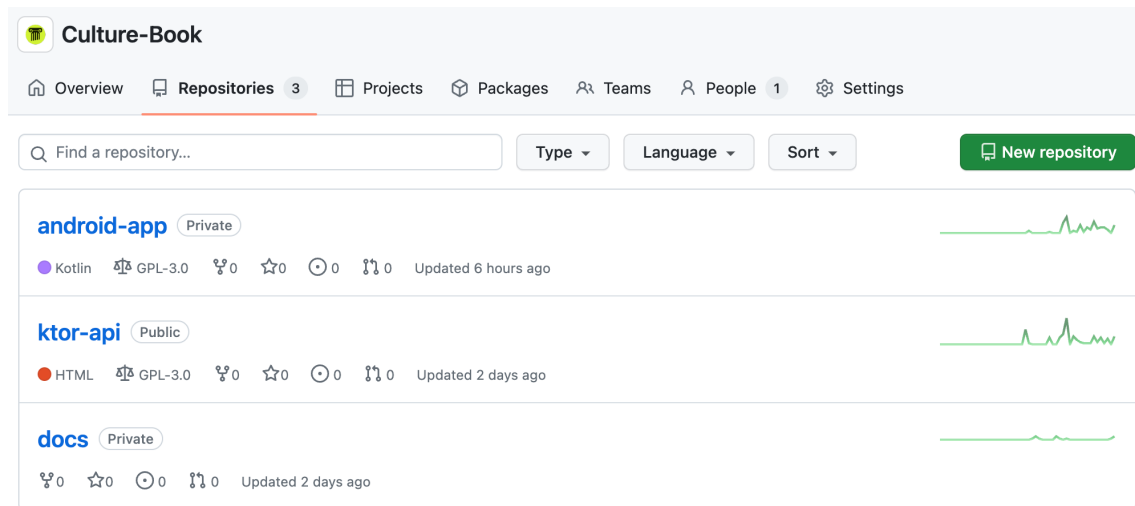 Culture-Book
Overview Repositories 3 Projects Packages Teams People 1 Settings
Find a repository... Type Language Sort New repository
android-app Private
Kotlin GPL-3.0 0 0 0 0 Updated 6 hours ago
ktor-api Public
HTML GPL-3.0 0 0 0 0 Updated 2 days ago
docs Private
0 0 0 0 Updated 2 days ago